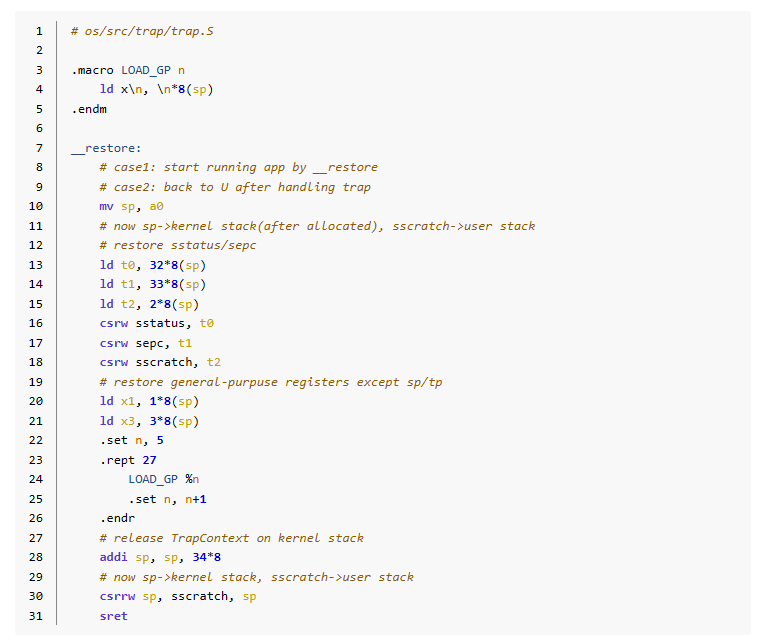 1 # os/src/trap/trap.S
2
3 .macro LOAD_GP n
4     ld x\n, \n*8(sp)
5 .endm
6
7 __restore:
8     # case1: start running app by __restore
9     # case2: back to U after handling trap
10     mv sp, a0
11     # now sp->kernel stack(after allocated), sscratch->user stack
12     # restore sstatus/sepc
13     ld t0, 32*8(sp)
14     ld t1, 33*8(sp)
15     ld t2, 2*8(sp)
16     csrw sstatus, t0
17     csrw sepc, t1
18     csrw sscratch, t2
19     # restore general-purpuse registers except sp/tp
20     ld x1, 1*8(sp)
21     ld x3, 3*8(sp)
22     .set n, 5
23     .rept 27
24         LOAD_GP %n
25         .set n, n+1
26     .endr
27     # release TrapContext on kernel stack
28     addi sp, sp, 34*8
29     # now sp->kernel stack, sscratch->user stack
30     csrrw sp, sscratch, sp
31     sret